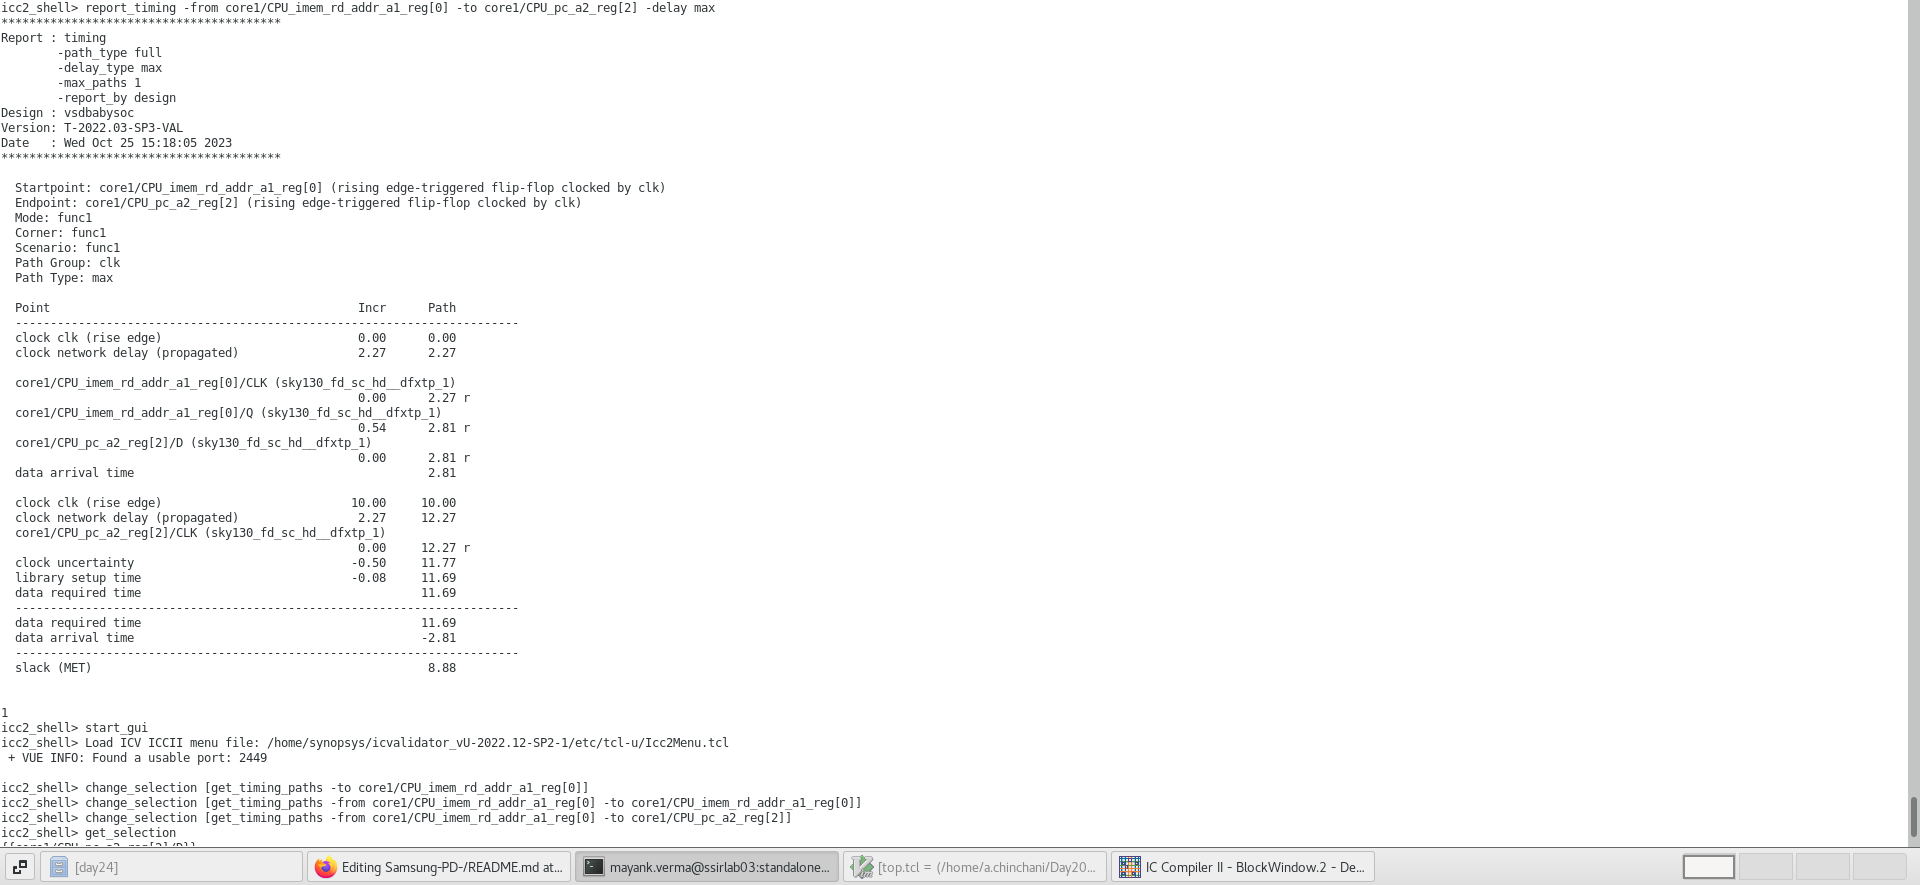 icc2_shell> report_timing -from core1/CPU_imem_rd_addr_a1_reg[0] -to core1/CPU_pc_a2_reg[2] -delay max
****************************************
Report : timing
        -path_type full
        -delay_type max
        -max_paths 1
        -report_by design
Design : vsdbabysoc
Version: T-2022.03-SP3-VAL
Date   : Wed Oct 25 15:18:05 2023
****************************************
  Startpoint: core1/CPU_imem_rd_addr_a1_reg[0] (rising edge-triggered flip-flop clocked by clk)
  Endpoint: core1/CPU_pc_a2_reg[2] (rising edge-triggered flip-flop clocked by clk)
  Mode: func1
  Corner: func1
  Scenario: func1
  Path Group: clk
  Path Type: max
  Point                                            Incr      Path
  ------------------------------------------------------------------------
  clock clk (rise edge)                            0.00      0.00
  clock network delay (propagated)                 2.27      2.27
  core1/CPU_imem_rd_addr_a1_reg[0]/CLK (sky130_fd_sc_hd__dfxtp_1)
                                                   0.00      2.27 r
  core1/CPU_imem_rd_addr_a1_reg[0]/Q (sky130_fd_sc_hd__dfxtp_1)
                                                   0.54      2.81 r
  core1/CPU_pc_a2_reg[2]/D (sky130_fd_sc_hd__dfxtp_1)
                                                   0.00      2.81 r
  data arrival time                                          2.81
  clock clk (rise edge)                           10.00     10.00
  clock network delay (propagated)                 2.27     12.27
  core1/CPU_pc_a2_reg[2]/CLK (sky130_fd_sc_hd__dfxtp_1)
                                                   0.00     12.27 r
  clock uncertainty                               -0.50     11.77
  library setup time                              -0.08     11.69
  data required time                                        11.69
  ------------------------------------------------------------------------
  data required time                                        11.69
  data arrival time                                         -2.81
  ------------------------------------------------------------------------
  slack (MET)                                                8.88
1
icc2_shell> start_gui
icc2_shell> Load ICV ICCII menu file: /home/synopsys/icvalidator_vU-2022.12-SP2-1/etc/tcl-u/Icc2Menu.tcl
 + VUE INFO: Found a usable port: 2449
icc2_shell> change_selection [get_timing_paths -to core1/CPU_imem_rd_addr_a1_reg[0]]
icc2_shell> change_selection [get_timing_paths -from core1/CPU_imem_rd_addr_a1_reg[0] -to core1/CPU_imem_rd_addr_a1_reg[0]]
icc2_shell> change_selection [get_timing_paths -from core1/CPU_imem_rd_addr_a1_reg[0] -to core1/CPU_pc_a2_reg[2]]
icc2_shell> get_selection
[day24]
Editing Samsung-PD-/README.md at...
mayank.verma@ssirlab03:standalone...
[top.tcl = (/home/a.chinchani/Day20...
IC Compiler II - BlockWindow.2 - De...